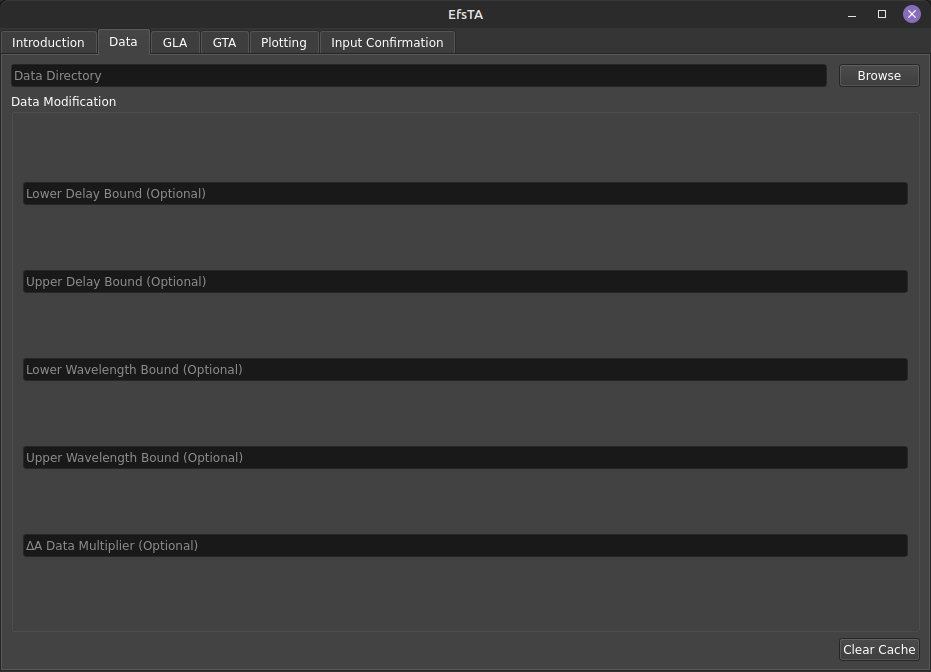 EfsTA
Introduction Data GLA GTA Plotting Input Confirmation
Data Directory Browse
Data Modification
Lower Delay Bound (Optional)
Upper Delay Bound (Optional)
Lower Wavelength Bound (Optional)
Upper Wavelength Bound (Optional)
ΔA Data Multiplier (Optional)
Clear Cache